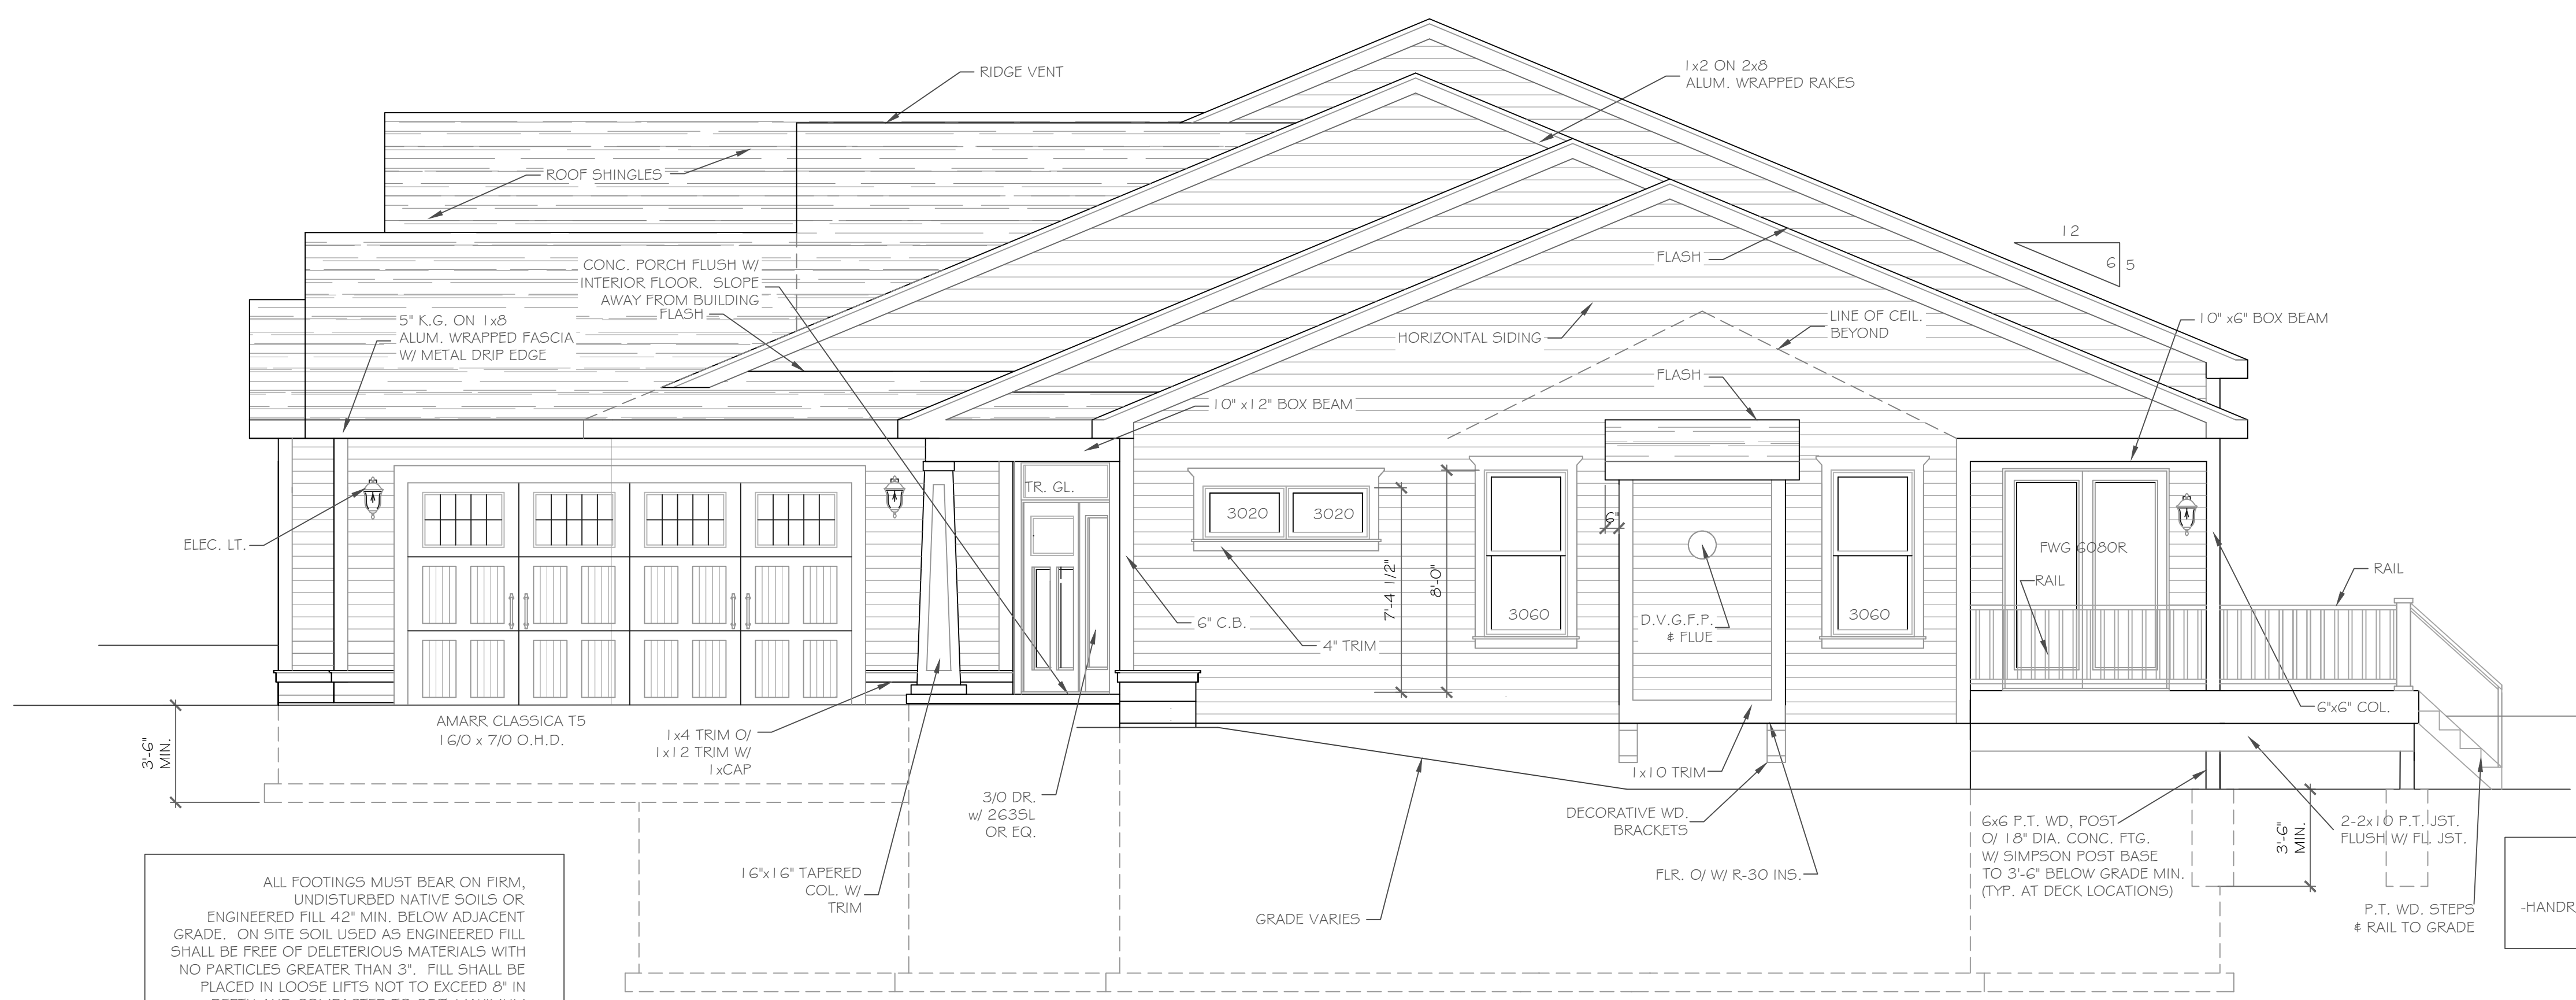 RIDGE VENT
1x2 ON 2x8
ALUM. WRAPPED RAKES
ROOF SHINGLES
12
6
5
CONC. PORCH FLUSH W/
INTERIOR FLOOR. SLOPE
AWAY FROM BUILDING
FLASH
FLASH
5" K.G. ON 1x8
ALUM. WRAPPED FASCIA
W/ METAL DRIP EDGE
HORIZONTAL SIDING
LINE OF CEIL.
BEYOND
10" x6" BOX BEAM
FLASH
10" x12" BOX BEAM
TR. GL.
3020
3020
6"
ELEC. LT.
FWG 6080R
RAIL
RAIL
7'-4 1/2"
8'-0"
3060
3060
D.V.G.F.P.
& FLUE
6" C.B.
4" TRIM
6"x6" COL.
3'-6"
MIN.
AMARR CLASSICA T5
16/0 x 7/0 O.H.D.
1x4 TRIM O/
1x12 TRIM W/
1xCAP
1x10 TRIM
3/0 DR.
w/ 263SL
OR EQ.
DECORATIVE WD.
BRACKETS
6x6 P.T. WD, POST
O/ 18" DIA. CONC. FTG.
W/ SIMPSON POST BASE
TO 3'-6" BELOW GRADE MIN.
(TYP. AT DECK LOCATIONS)
3'-6"
MIN.
2-2x10 P.T. JST.
FLUSH W/ FL. JST.
16"x16" TAPERED
COL. W/
TRIM
FLR. O/ W/ R-30 INS.
GRADE VARIES
P.T. WD. STEPS
& RAIL TO GRADE
-HANDR
ALL FOOTINGS MUST BEAR ON FIRM,
UNDISTURBED NATIVE SOILS OR
ENGINEERED FILL 42" MIN. BELOW ADJACENT
GRADE. ON SITE SOIL USED AS ENGINEERED FILL
SHALL BE FREE OF DELETERIOUS MATERIALS WITH
NO PARTICLES GREATER THAN 3". FILL SHALL BE
PLACED IN LOOSE LIFTS NOT TO EXCEED 8" IN